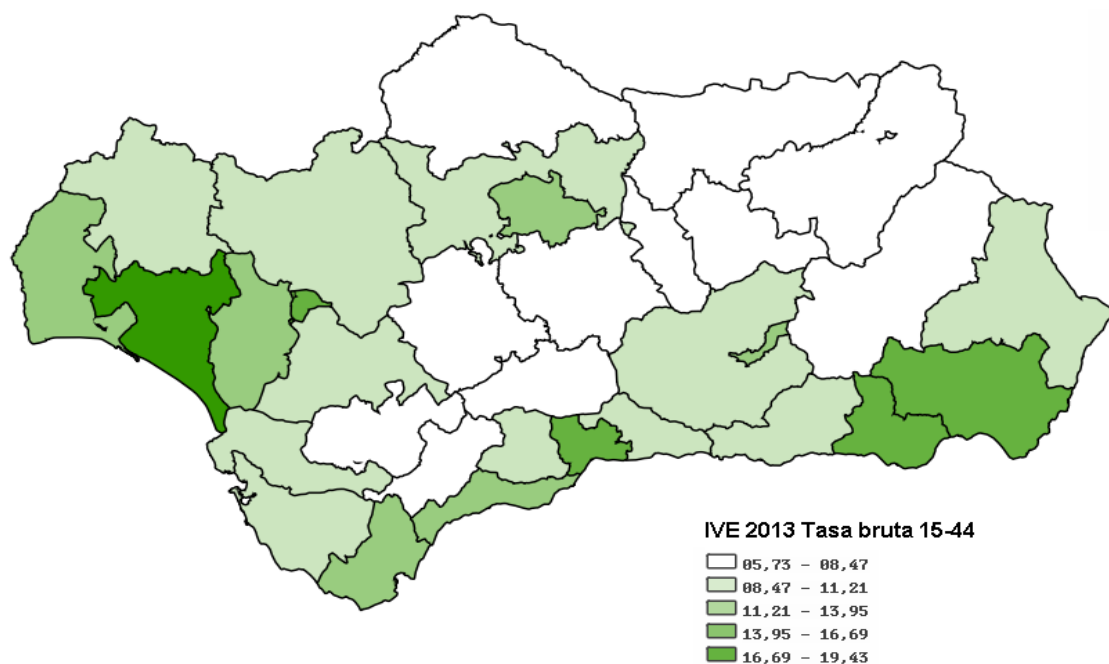 IVE 2013 Tasa bruta 15-44
05,73 - 08,47
08,47 - 11,21
11,21 - 13,95
13,95 - 16,69
16,69 - 19,43